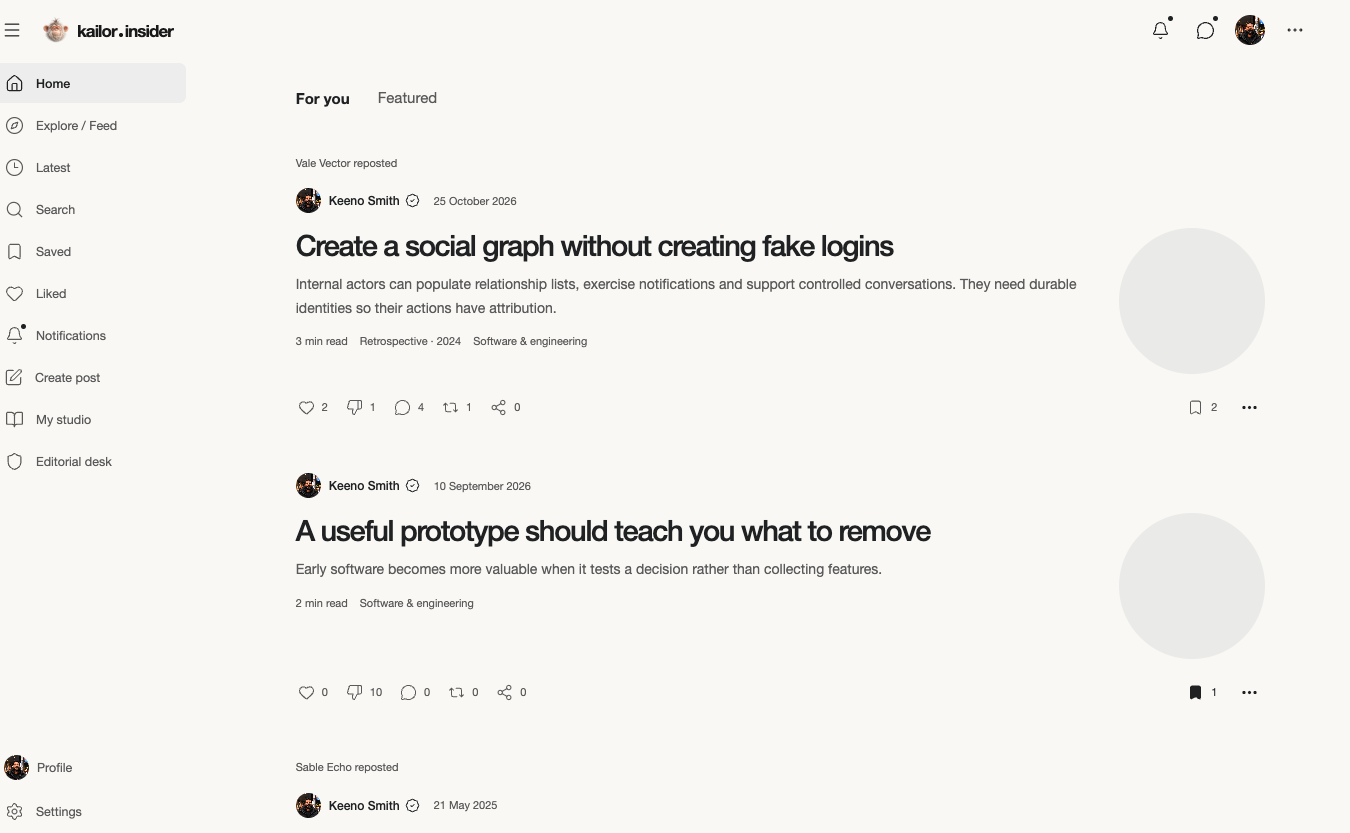 kailor.insider
Home
Explore / Feed
Latest
Search
Saved
Liked
Notifications
Create post
My studio
Editorial desk
Profile
Settings
For you Featured
Vale Vector reposted
Keeno Smith 25 October 2026
Create a social graph without creating fake logins
Internal actors can populate relationship lists, exercise notifications and support controlled conversations. They need durable
identities so their actions have attribution.
3 min read Retrospective · 2024 Software & engineering
2 1 4 1 0 2
Keeno Smith 10 September 2026
A useful prototype should teach you what to remove
Early software becomes more valuable when it tests a decision rather than collecting features.
2 min read Software & engineering
0 10 0 0 0 1
Sable Echo reposted
Keeno Smith 21 May 2025